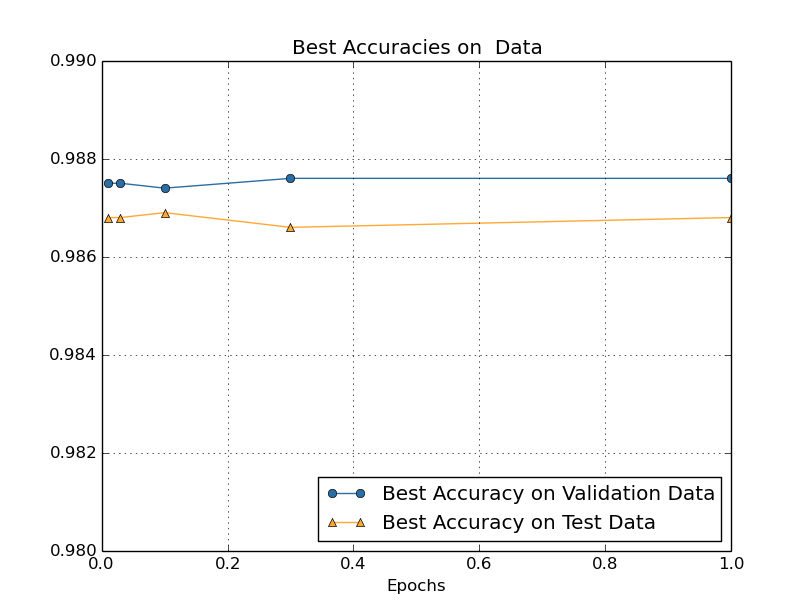 Best Accuracies on  Data
0.990
0.988
0.986
0.984
0.982
0.980
Best Accuracy on Validation Data
Best Accuracy on Test Data
0.0 0.2 0.4 0.6 0.8 1.0
Epochs